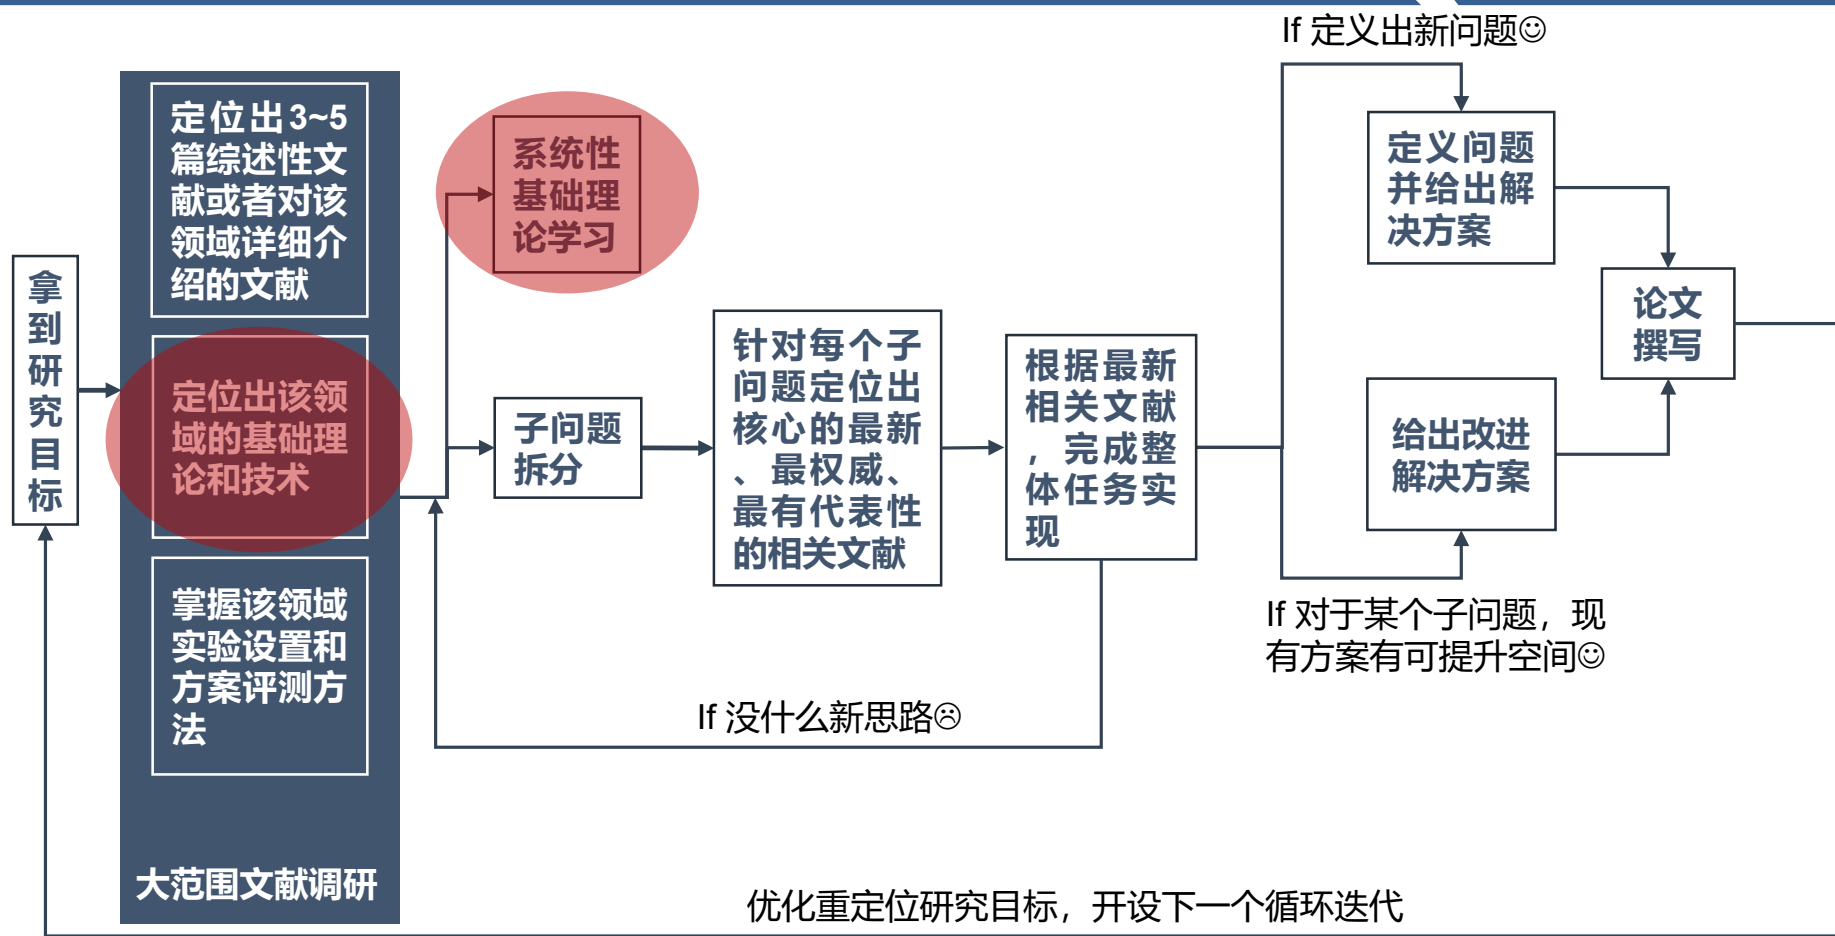 If 定义出新问题☺
定位出3~5
篇综述性文
献或者对该
领域详细介
绍的文献
系统性
基础理
论学习
定义问题
并给出解
决方案
拿
到
研
究
目
标
定位出该领
域的基础理
论和技术
子问题
拆分
针对每个子
问题定位出
核心的最新
、最权威、
最有代表性
的相关文献
根据最新
相关文献
，完成整
体任务实
现
论文
撰写
给出改进
解决方案
掌握该领域
实验设置和
方案评测方
法
If 对于某个子问题，现
有方案有可提升空间☺
If 没什么新思路☹
大范围文献调研
优化重定位研究目标，开设下一个循环迭代